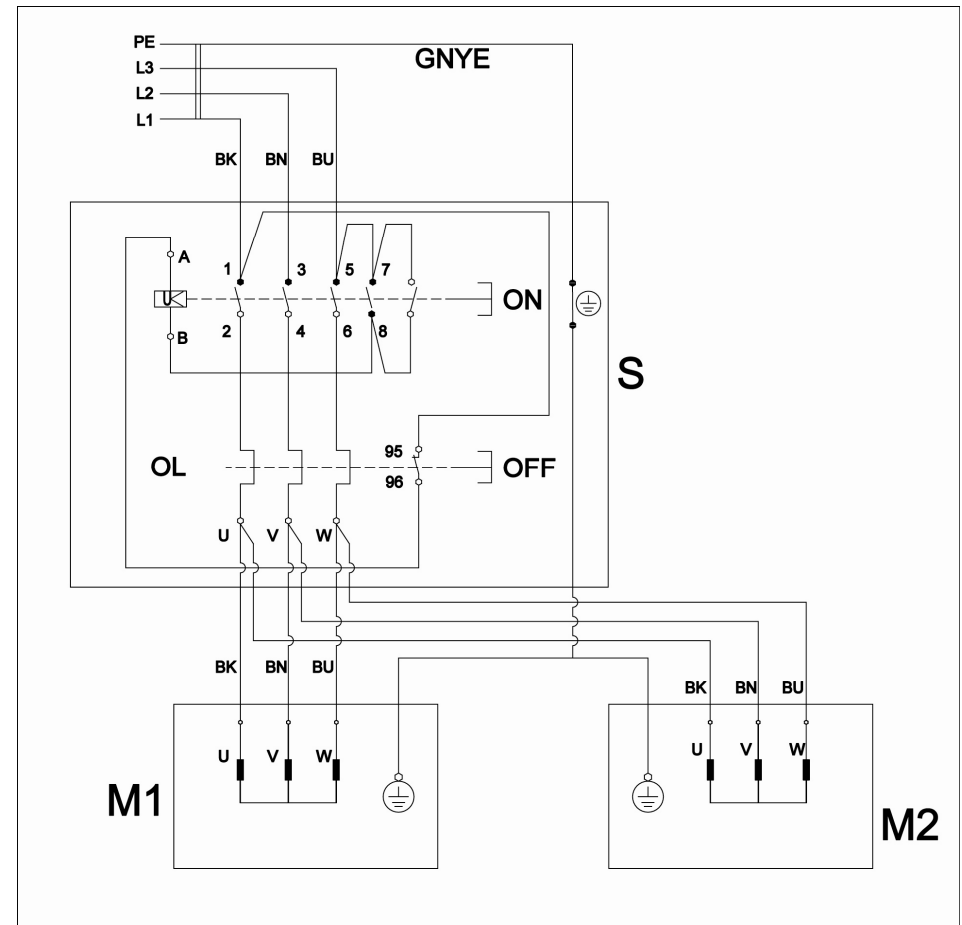 PE
GNYE
L3
L2
L1
BK BN BU
A
1 3 5 7
U<
ON
B
2 4 6 8
S
95
OL
OFF
96
U V W
BK BN BU
BK BN BU
U V W
U V W
M1
M2